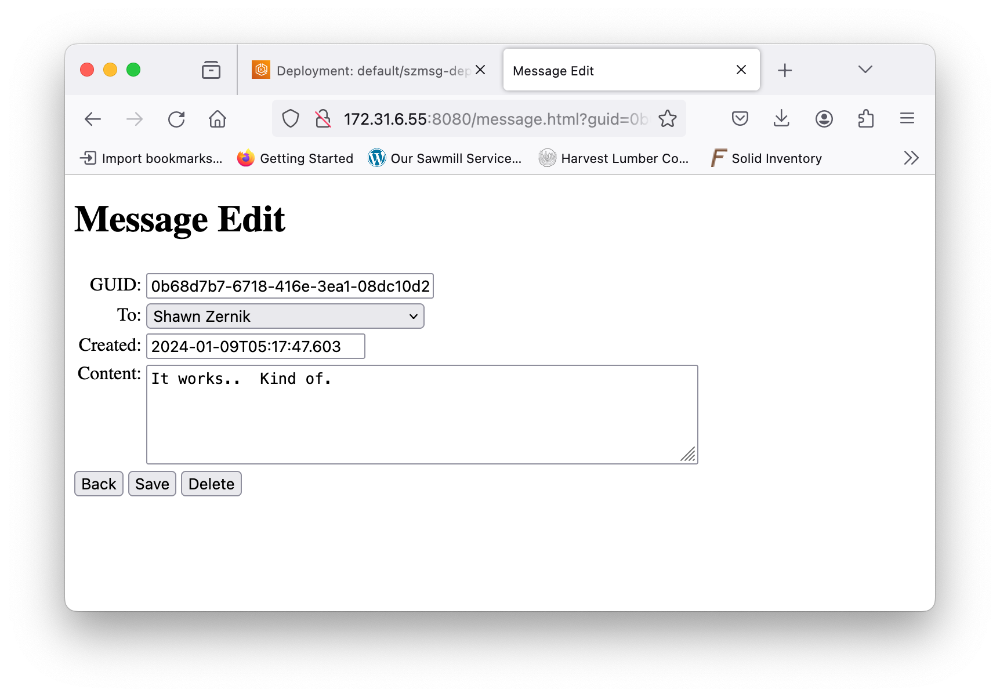 Deployment: default/szmsg-dep
Message Edit
172.31.6.55:8080/message.html?guid=0b
Import bookmarks...
Getting Started
Our Sawmill Service...
Harvest Lumber Co...
Solid Inventory
Message Edit
GUID: 0b68d7b7-6718-416e-3ea1-08dc10d2
To: Shawn Zernik
Created: 2024-01-09T05:17:47.603
Content: It works..  Kind of.
Back Save Delete